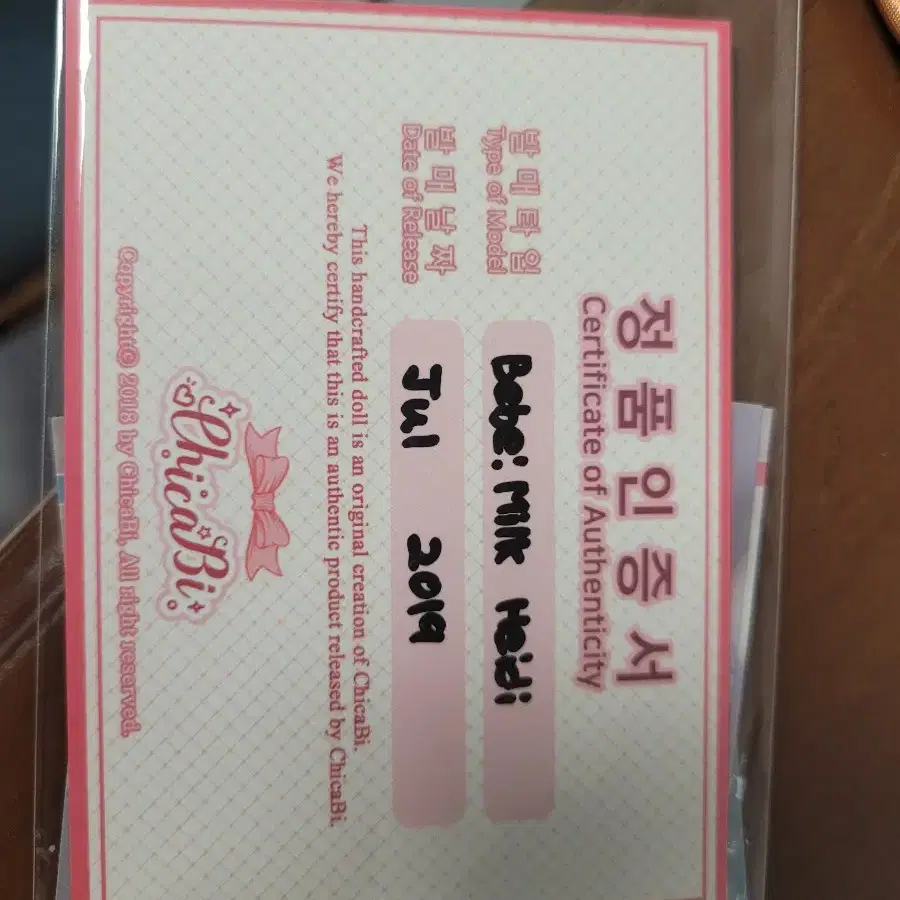 정품인증서
Certificate of Authenticity
발매타입
Type of Model
Bebe: Milk Heidi
발매날짜
Date of Release
Jul 2019
This handcrafted doll is an original creation of ChicaBi.
We hereby certify that this is an authentic product released by ChicaBi.
ChicaBi
Copyright© 2018 by ChicaBi, All right reserved.